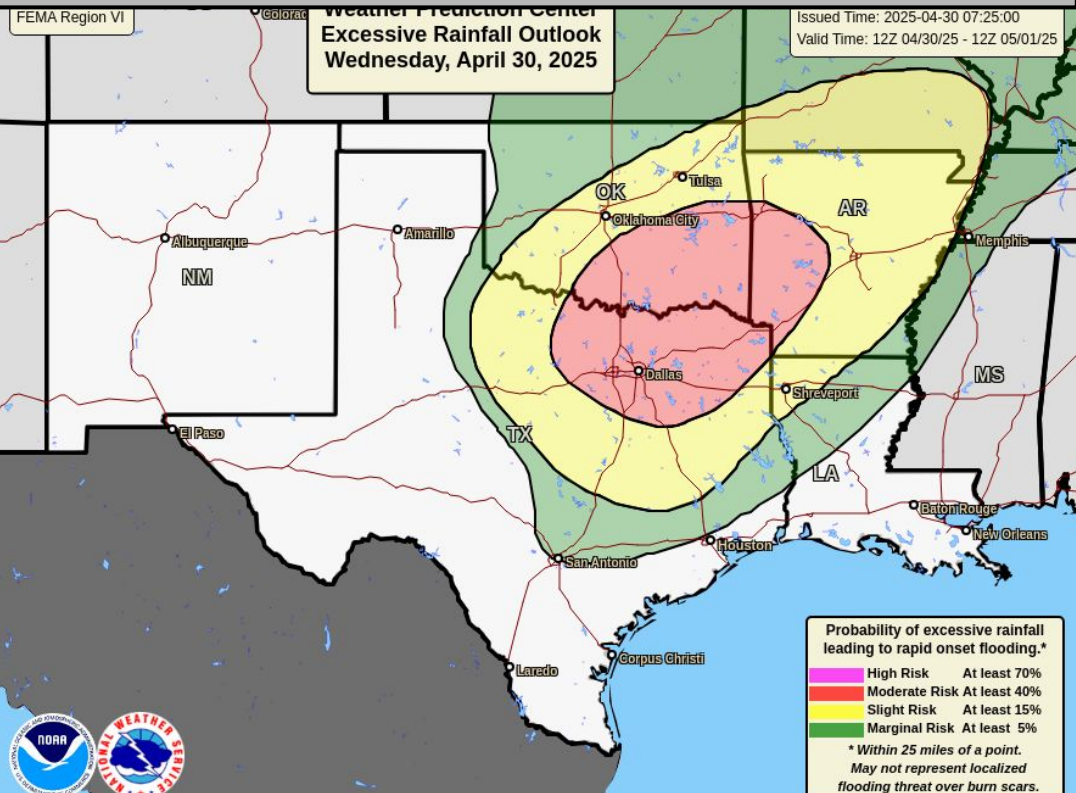 FEMA Region VI
Weather Prediction Center
Excessive Rainfall Outlook
Wednesday, April 30, 2025
Issued Time: 2025-04-30 07:25:00
Valid Time: 12Z 04/30/25 - 12Z 05/01/25
Colorad
OK
Tulsa
AR
Oklahoma City
Amarillo
Albuquerque
Memphis
NM
Dallas
MS
Shreveport
El Paso
TX
LA
Baton Rouge
New Orleans
Houston
San Antonio
Corpus Christi
Laredo
Probability of excessive rainfall
leading to rapid onset flooding.*
High Risk At least 70%
Moderate Risk At least 40%
Slight Risk At least 15%
Marginal Risk At least 5%
* Within 25 miles of a point.
May not represent localized
flooding threat over burn scars.
NOAA
NATIONAL WEATHER SERVICE